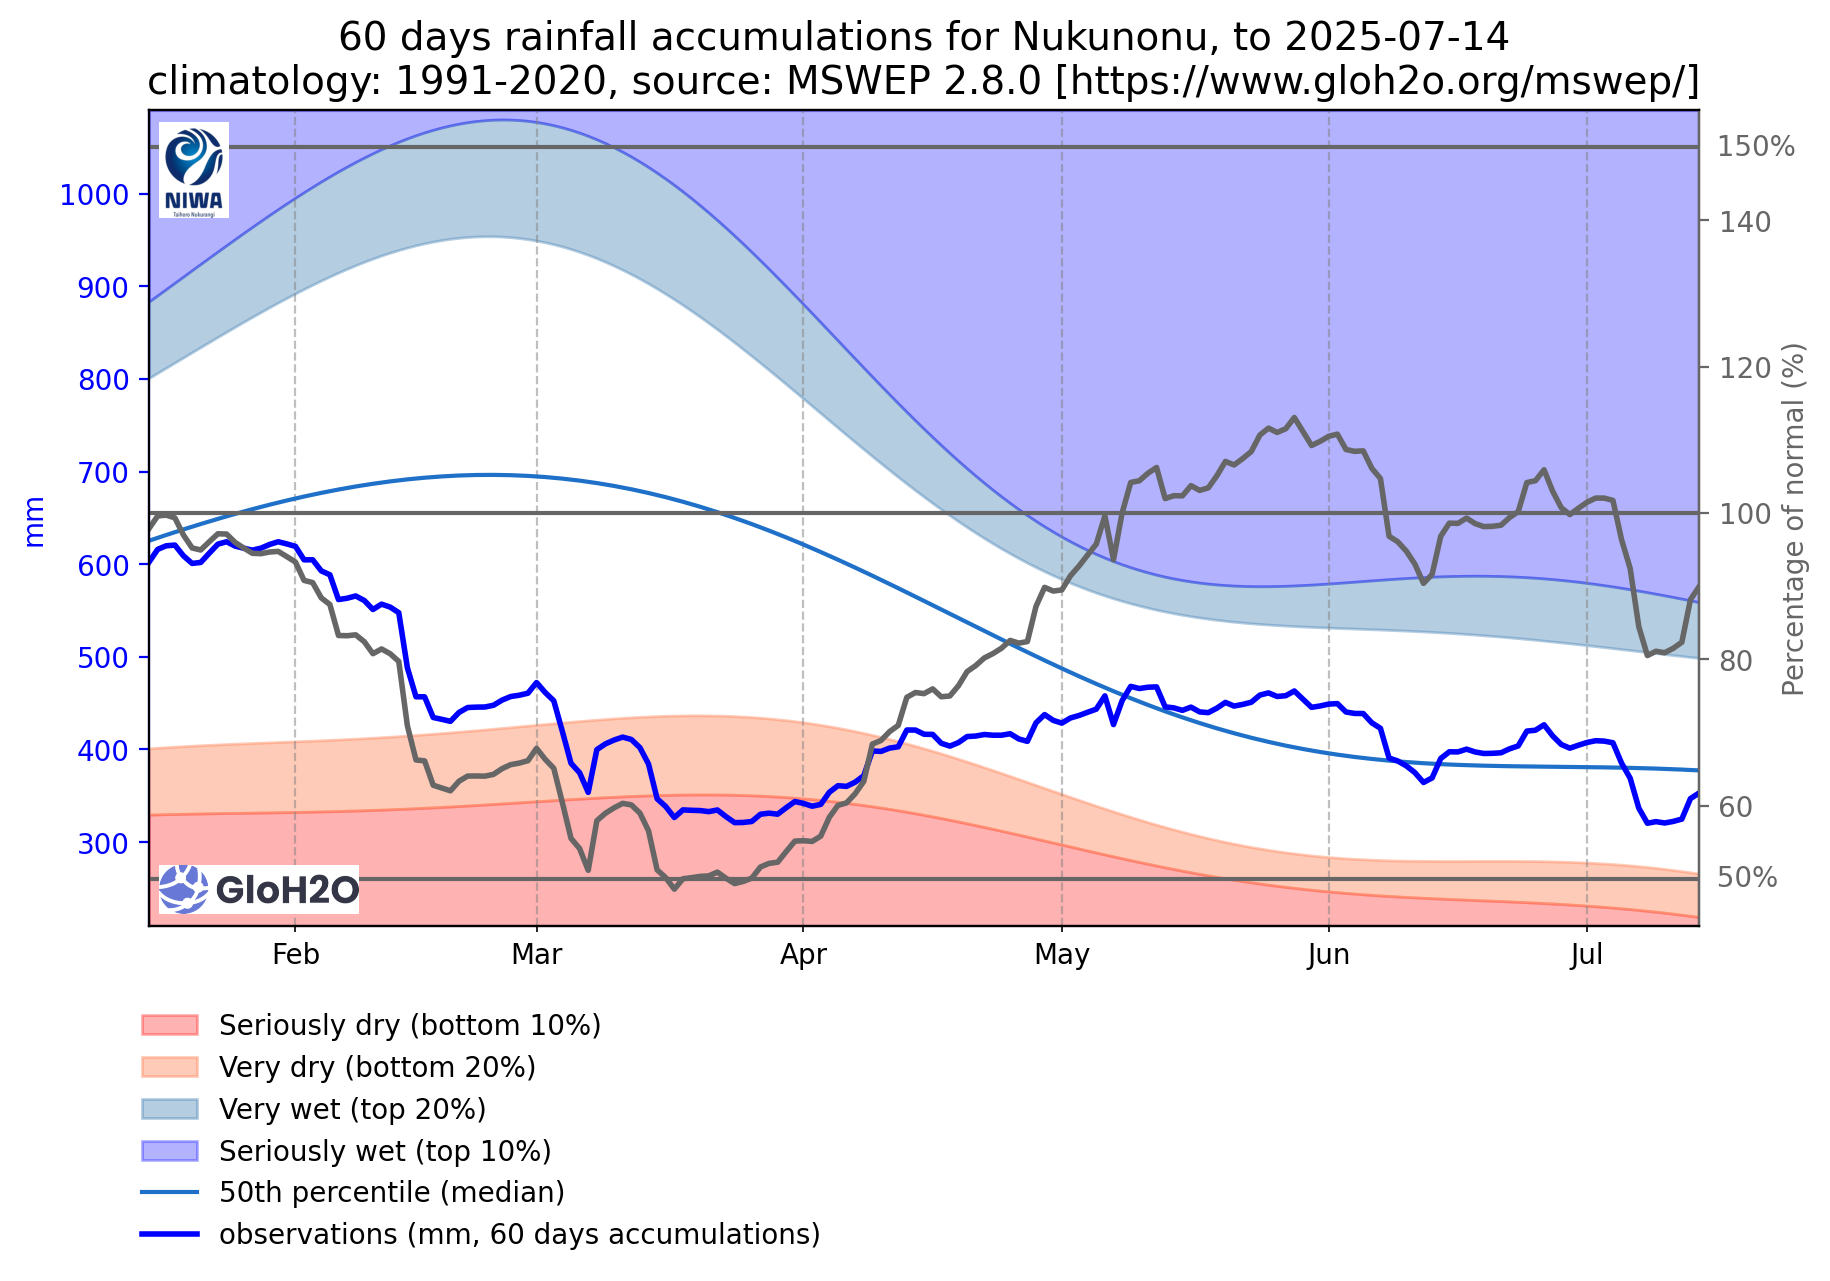 60 days rainfall accumulations for Nukunonu, to 2025-07-14
climatology: 1991-2020, source: MSWEP 2.8.0 [https://www.gloh2o.org/mswep/]
NIWA
Taihoro Nukurangi
mm
1000
900
800
700
600
500
400
300
150%
140
120
100
80
60
50%
Percentage of normal (%)
GloH2O
Feb
Mar
Apr
May
Jun
Jul
Seriously dry (bottom 10%)
Very dry (bottom 20%)
Very wet (top 20%)
Seriously wet (top 10%)
50th percentile (median)
observations (mm, 60 days accumulations)